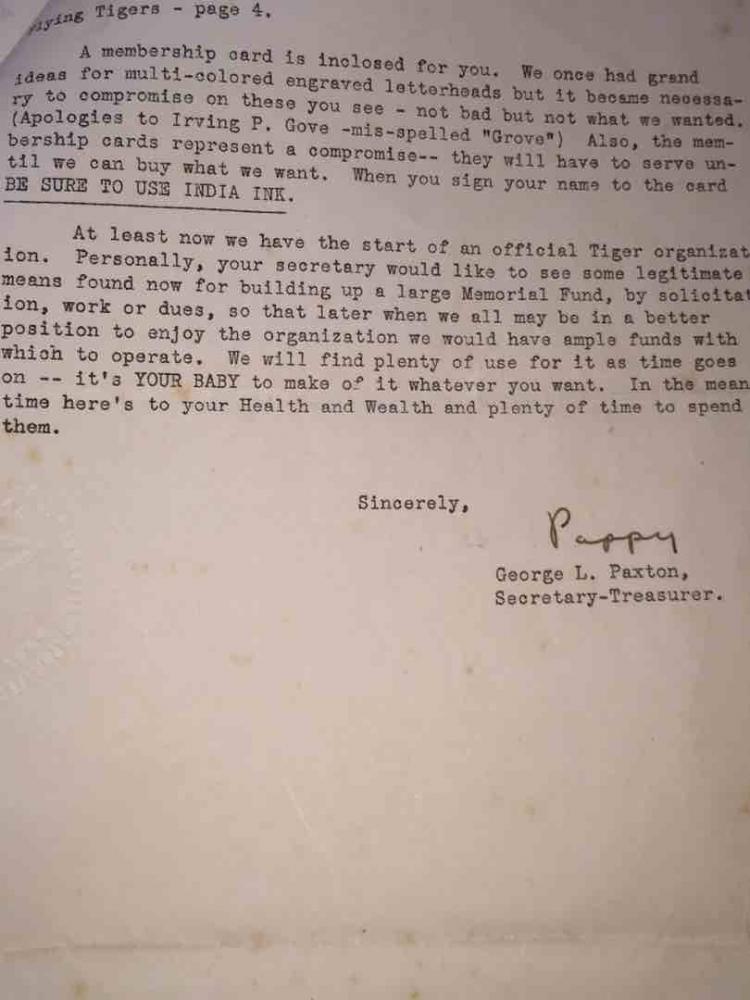 lying Tigers - page 4.
A membership card is inclosed for you. We once had grand
ideas for multi-colored engraved letterheads but it became necessa-
ry to compromise on these you see - not bad but not what we wanted.
(Apologies to Irving P. Gove -mis-spelled "Grove") Also, the mem-
bership cards represent a compromise-- they will have to serve un-
til we can buy what we want. When you sign your name to the card
BE SURE TO USE INDIA INK.
At least now we have the start of an official Tiger organizat
ion. Personally, your secretary would like to see some legitimate
means found now for building up a large Memorial Fund, by solicitat
ion, work or dues, so that later when we all may be in a better
position to enjoy the organization we would have ample funds with
which to operate. We will find plenty of use for it as time goes
on -- it's YOUR BABY to make of it whatever you want. In the mean
time here's to your Health and Wealth and plenty of time to spend
them.
Sincerely,
Pappy
George L. Paxton,
Secretary-Treasurer.